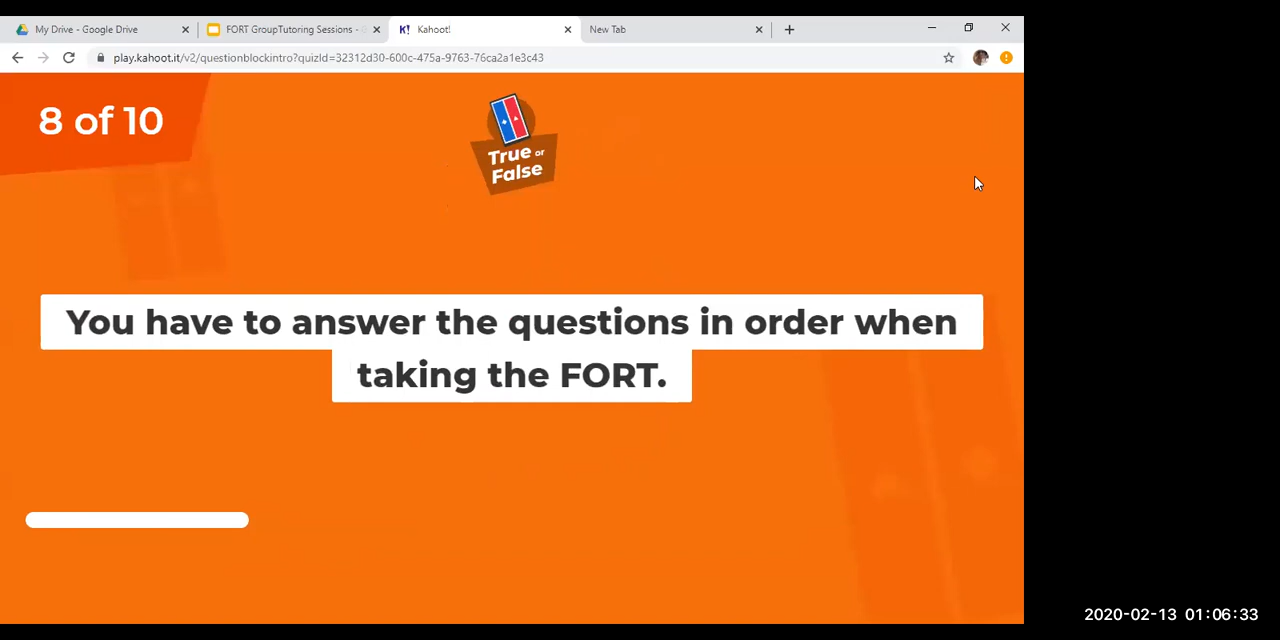 My Drive - Google Drive
FORT GroupTutoring Sessions -
K! Kahoot!
New Tab
play.kahoot.it/v2/questionblockintro?quizId=32312d30-600c-475a-9763-76ca2a1e3c43
8 of 10
True or
False
You have to answer the questions in order when
taking the FORT.
2020-02-13 01:06:33